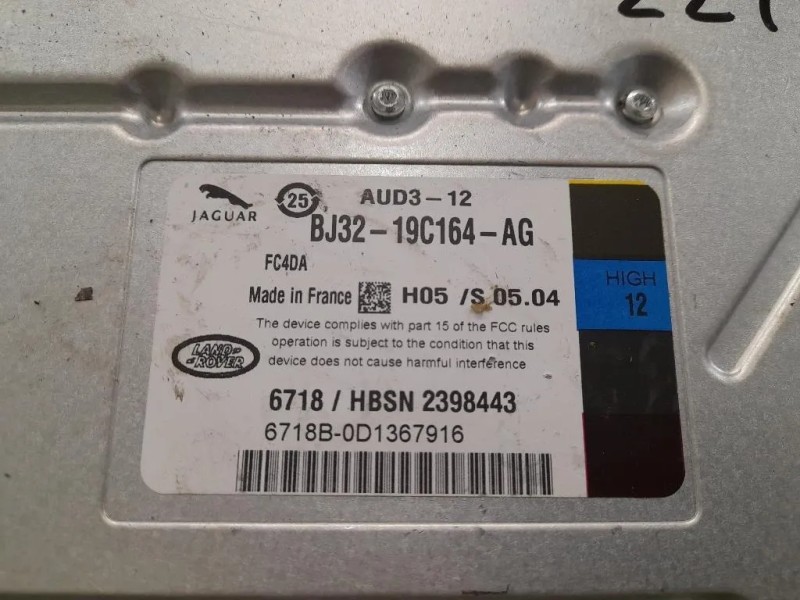 221
JAGUAR
25
AUD3-12
BJ32-19C164-AG
FC4DA
Made in France H05 /S 05.04
HIGH
12
The device complies with part 15 of the FCC rules
operation is subject to the condition that this
device does not cause harmful interference
LAND-
-ROVER
6718 / HBSN 2398443
6718B-0D1367916